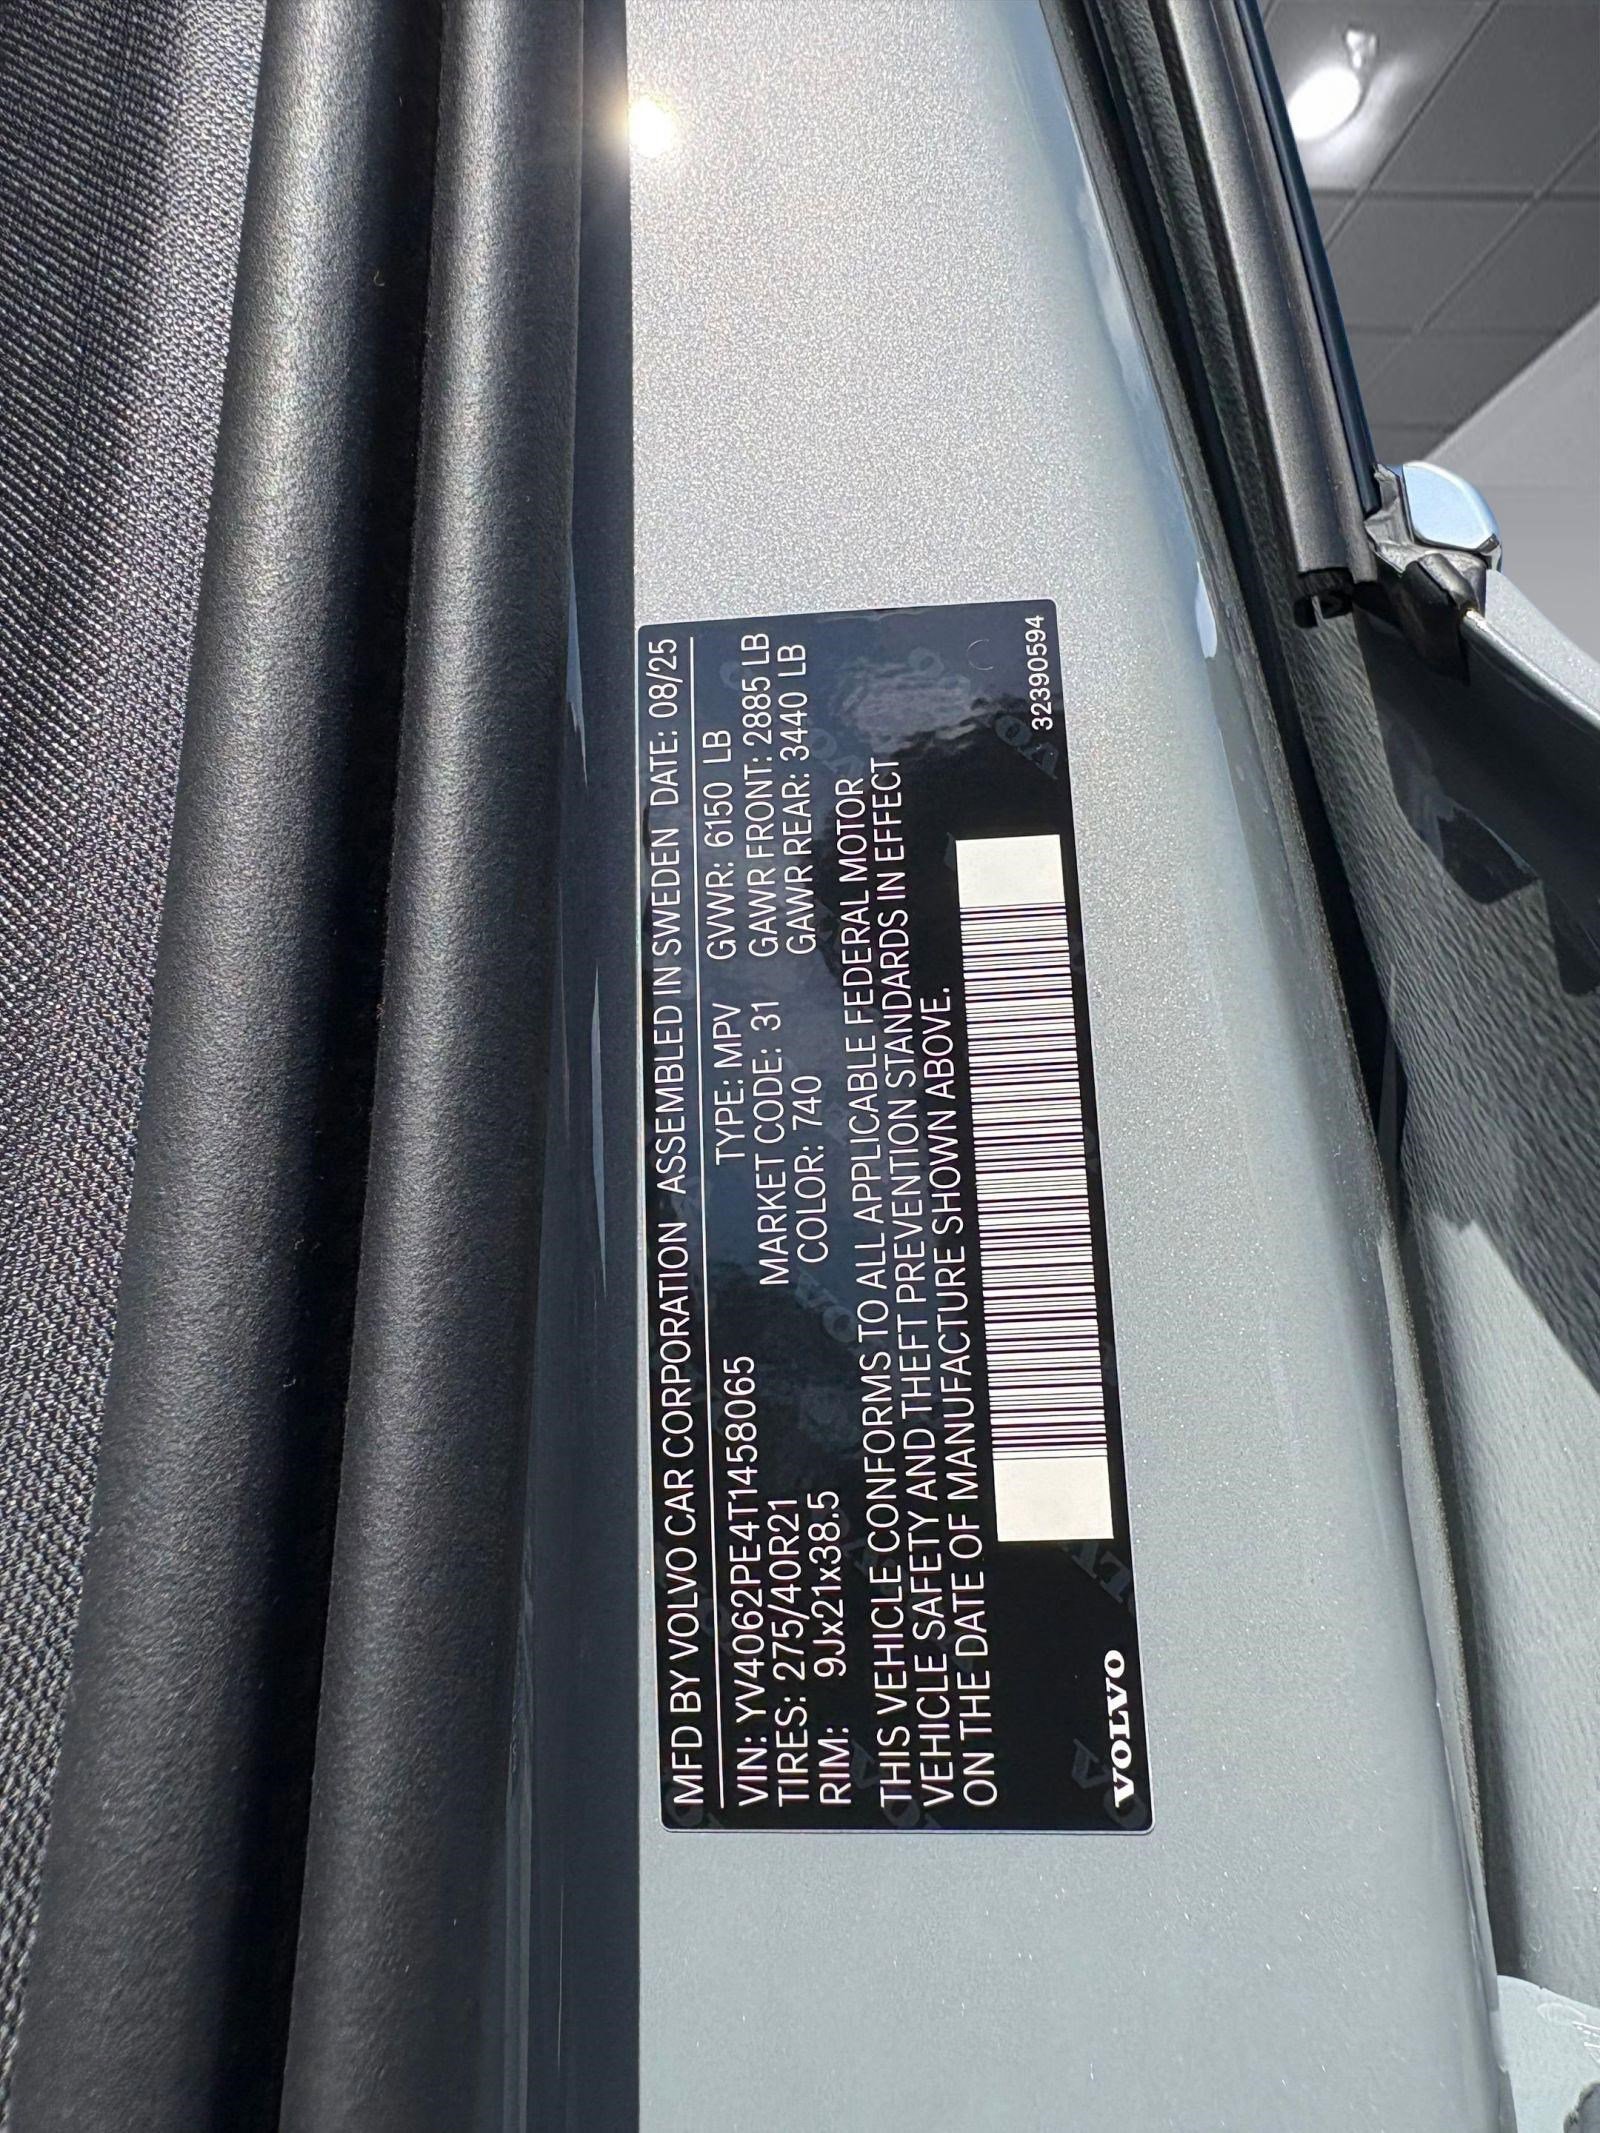 MFD BY VOLVO CAR CORPORATION ASSEMBLED IN SWEDEN DATE: 08/25
VIN: YV4062PE4T1458065 TYPE: MPV GVWR: 6150 LB
TIRES: 275/40R21 MARKET CODE: 31 GAWR FRONT: 2885 LB
RIM: 9Jx21x38.5 COLOR: 740 GAWR REAR: 3440 LB
THIS VEHICLE CONFORMS TO ALL APPLICABLE FEDERAL MOTOR
VEHICLE SAFETY AND THEFT PREVENTION STANDARDS IN EFFECT
ON THE DATE OF MANUFACTURE SHOWN ABOVE.
VOLVO 32390594